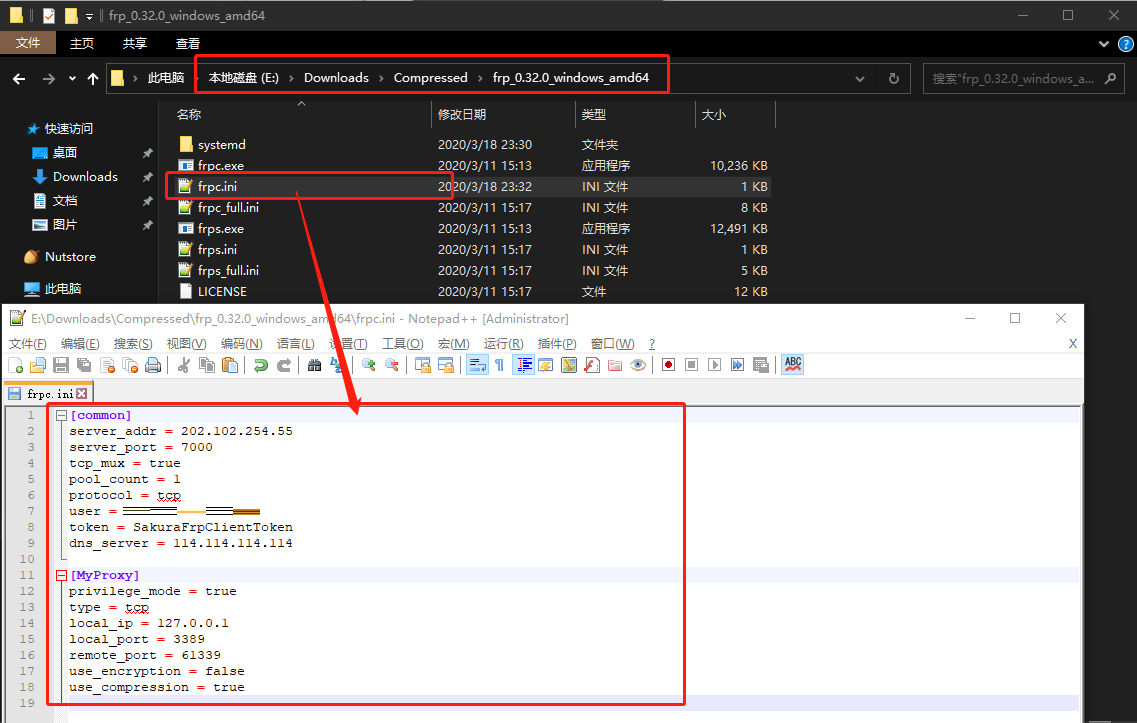 frp_0.32.0_windows_amd64
文件 主页 共享 查看
此电脑 本地磁盘 (E:) Downloads Compressed frp_0.32.0_windows_amd64 搜索"frp_0.32.0_windows_a...
名称 修改日期 类型 大小
快速访问
桌面
Downloads
文档
图片
Nutstore
此电脑
systemd 2020/3/18 23:30 文件夹
frpc.exe 2020/3/11 15:13 应用程序 10,236 KB
frpc.ini 2020/3/18 23:32 INI 文件 1 KB
frpc_full.ini 2020/3/11 15:17 INI 文件 8 KB
frps.exe 2020/3/11 15:13 应用程序 12,491 KB
frps.ini 2020/3/11 15:17 INI 文件 1 KB
frps_full.ini 2020/3/11 15:17 INI 文件 5 KB
LICENSE 2020/3/11 15:17 文件 12 KB
E:\Downloads\Compressed\frp_0.32.0_windows_amd64\frpc.ini - Notepad++ [Administrator]
文件(F) 编辑(E) 搜索(S) 视图(V) 编码(N) 语言(L) 设置(T) 工具(O) 宏(M) 运行(R) 插件(P) 窗口(W) ? X
ABC
frpc.ini
1 [common]
2 server_addr = 202.102.254.55
3 server_port = 7000
4 tcp_mux = true
5 pool_count = 1
6 protocol = tcp
7 user =
8 token = SakuraFrpClientToken
9 dns_server = 114.114.114.114
10
11 [MyProxy]
12 privilege_mode = true
13 type = tcp
14 local_ip = 127.0.0.1
15 local_port = 3389
16 remote_port = 61339
17 use_encryption = false
18 use_compression = true
19